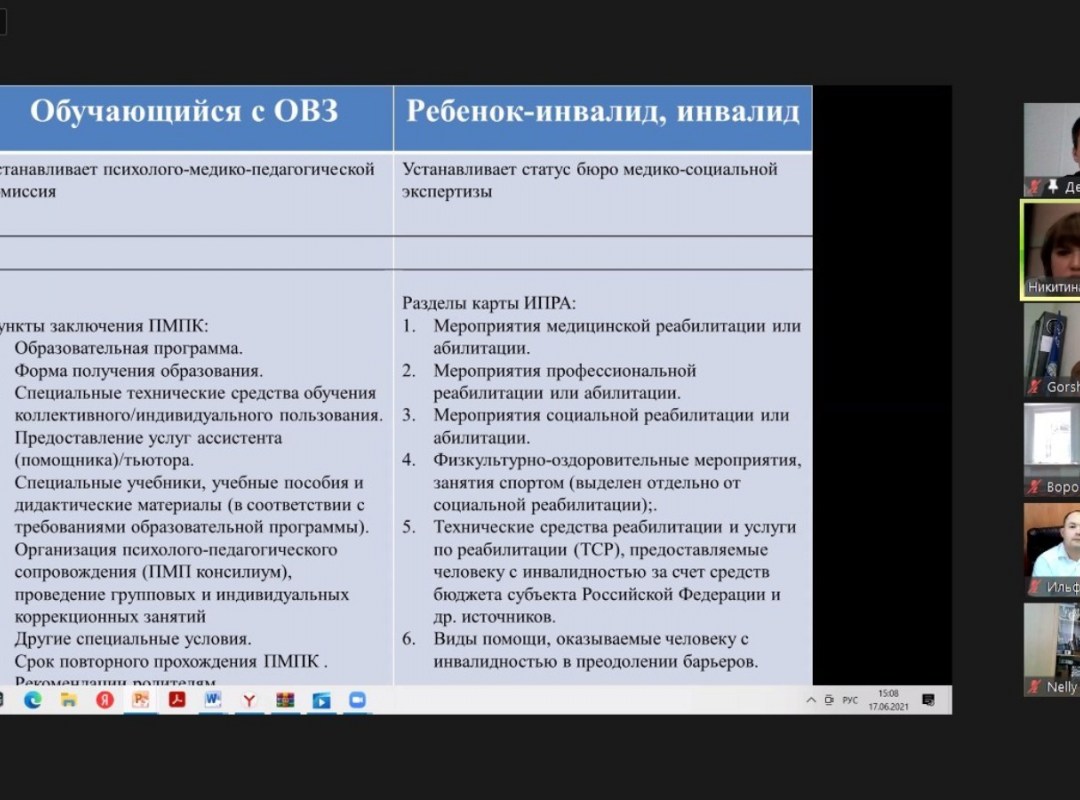 Обучающийся с ОВЗ
станавливает психолого-медико-педагогической
миссия
ункты заключения ПМПК:
Образовательная программа.
Форма получения образования.
Специальные технические средства обучения
коллективного/индивидуального пользования.
Предоставление услуг ассистента
(помощника)/тьютора.
Специальные учебники, учебные пособия и
дидактические материалы (в соответствии с
требованиями образовательной программы).
Организация психолого-педагогического
сопровождения (ПМП консилиум),
проведение групповых и индивидуальных
коррекционных занятий
Другие специальные условия.
Срок повторного прохождения ПМПК .
Рекомендации родителям
Ребенок-инвалид, инвалид
Устанавливает статус бюро медико-социальной
экспертизы
Разделы карты ИПРА:
1. Мероприятия медицинской реабилитации или
абилитации.
2. Мероприятия профессиональной
реабилитации или абилитации.
3. Мероприятия социальной реабилитации или
абилитации.
4. Физкультурно-оздоровительные мероприятия,
занятия спортом (выделен отдельно от
социальной реабилитации);.
5. Технические средства реабилитации и услуги
по реабилитации (ТСР), предоставляемые
человеку с инвалидностью за счет средств
бюджета субъекта Российской Федерации и
др. источников.
6. Виды помощи, оказываемые человеку с
инвалидностью в преодолении барьеров.
РУС
15:08
17.06.2021
Де
Никитина
Gorsh
Воро
Ильф
Nelly